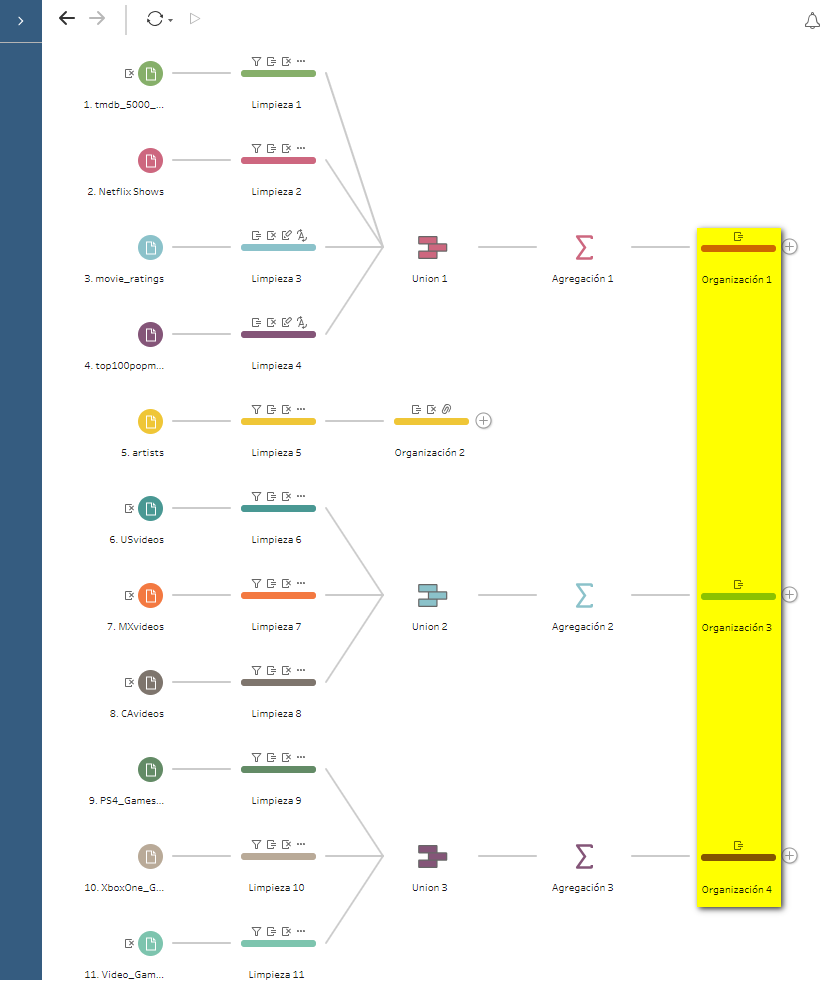 1. tmdb_5000_...
Limpieza 1
2. Netflix Shows
Limpieza 2
3. movie_ratings
Limpieza 3
Union 1
Agregación 1
Organización 1
4. top100popm...
Limpieza 4
5. artists
Limpieza 5
Organización 2
6. USvideos
Limpieza 6
7. MXvideos
Limpieza 7
Union 2
Agregación 2
Organización 3
8. CAvideos
Limpieza 8
9. PS4_Games...
Limpieza 9
10. XboxOne_G...
Limpieza 10
Union 3
Agregación 3
Organización 4
11. Video_Gam...
Limpieza 11